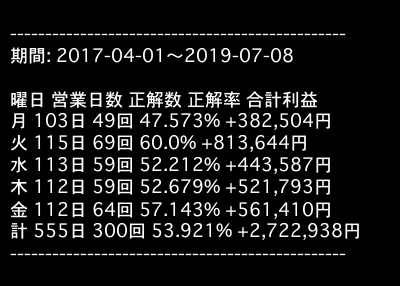 ------------------------------------------------
期間: 2017-04-01〜2019-07-08
曜日 営業日数 正解数 正解率 合計利益
月 103日 49回 47.573% +382,504円
火 115日 69回 60.0% +813,644円
水 113日 59回 52.212% +443,587円
木 112日 59回 52.679% +521,793円
金 112日 64回 57.143% +561,410円
計 555日 300回 53.921% +2,722,938円
------------------------------------------------